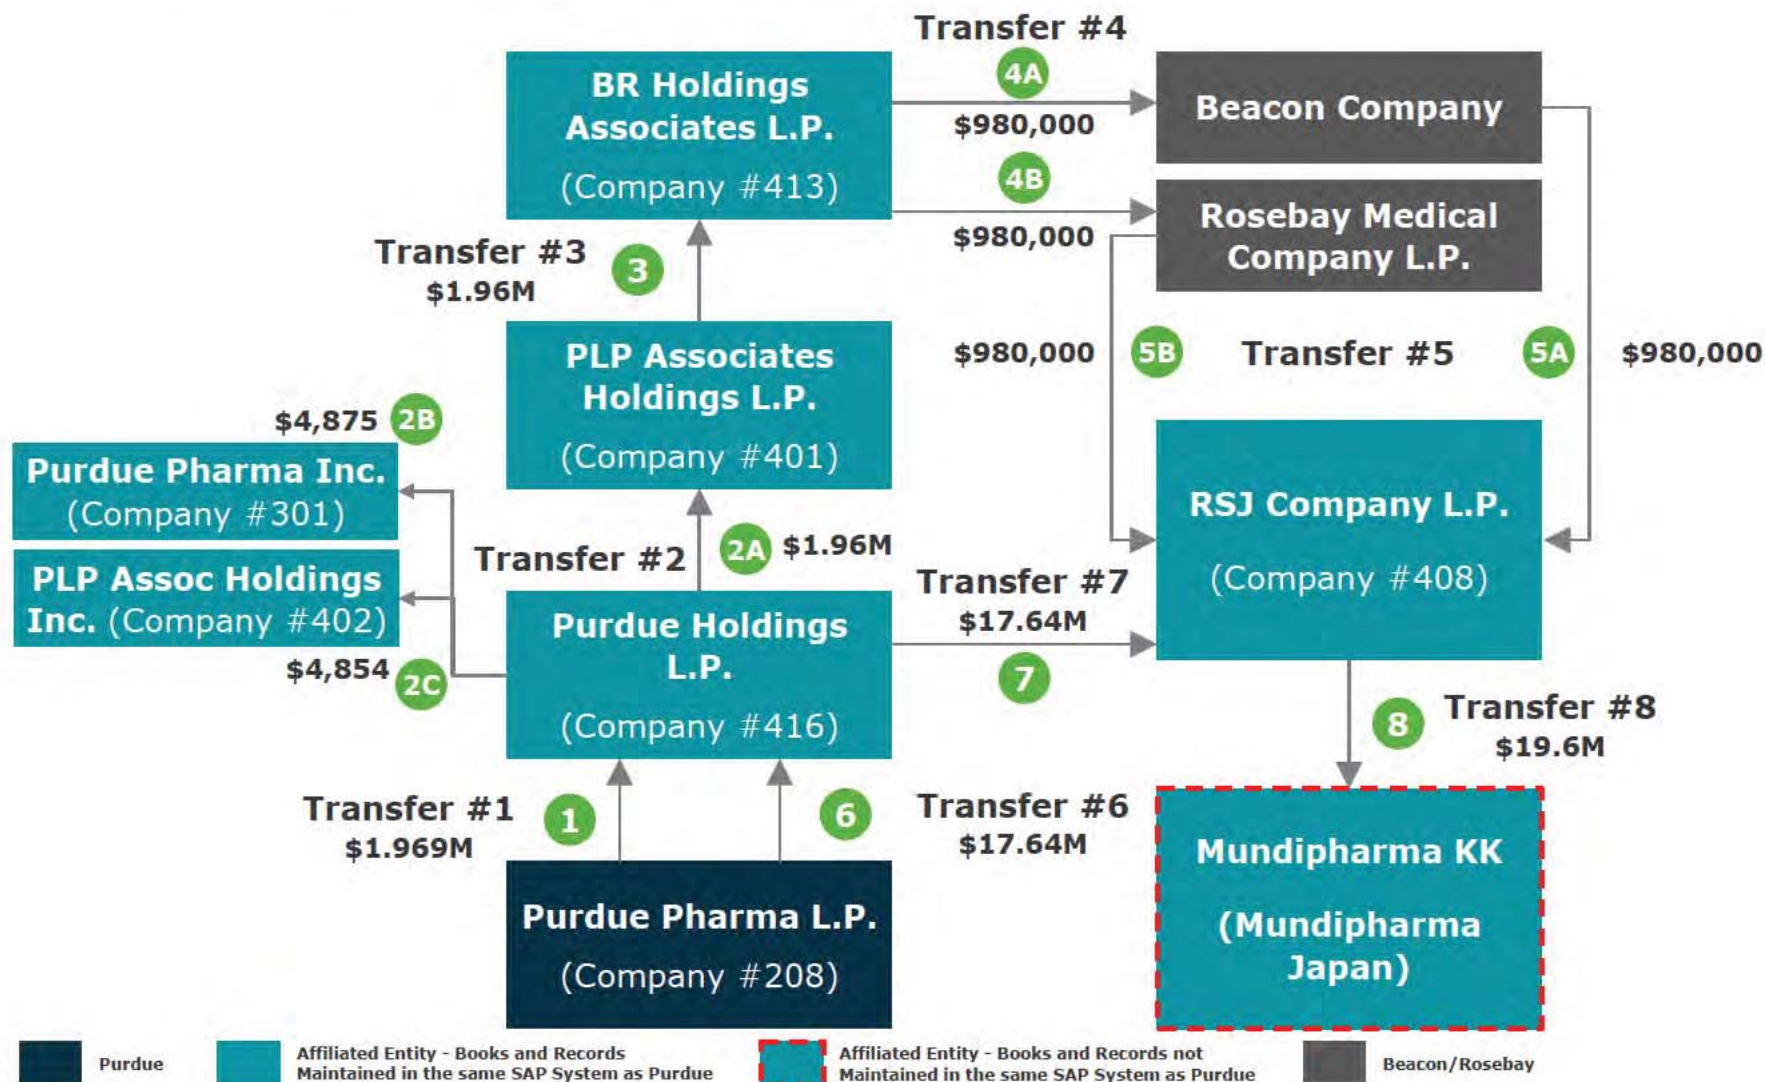 Transfer #4
4A
$980,000
4B
$980,000
BR Holdings
Associates L.P.
(Company #413)
Beacon Company
Rosebay Medical
Company L.P.
Transfer #3
$1.96M
3
PLP Associates
Holdings L.P.
(Company #401)
$980,000
5B
Transfer #5
5A
$980,000
$4,875
2B
Purdue Pharma Inc.
(Company #301)
PLP Assoc Holdings
Inc. (Company #402)
$4,854
2C
Transfer #2
2A
$1.96M
Purdue Holdings
L.P.
(Company #416)
Transfer #7
$17.64M
7
RSJ Company L.P.
(Company #408)
8
Transfer #8
$19.6M
Transfer #1
$1.969M
1
6
Transfer #6
$17.64M
Purdue Pharma L.P.
(Company #208)
Mundipharma KK
(Mundipharma
Japan)
Purdue
Affiliated Entity - Books and Records
Maintained in the same SAP System as Purdue
Affiliated Entity - Books and Records not
Maintained in the same SAP System as Purdue
Beacon/Rosebay